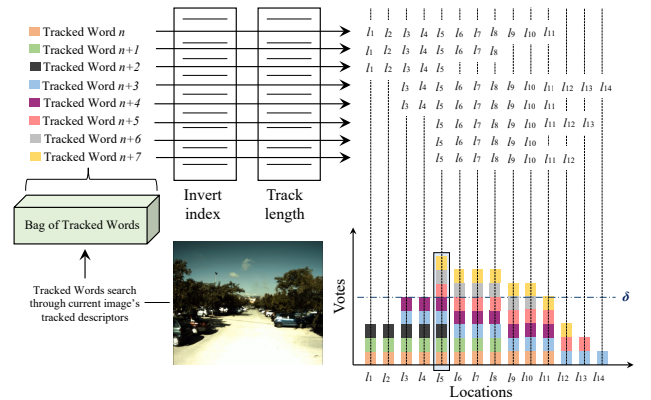 Tracked Word n l1 l2 l3 l4 l5 l6 l7 l8 l9 l10 l11
Tracked Word n+1 l1 l2 l3 l4 l5 l6 l7 l8
Tracked Word n+2 l1 l2 l3 l4 l5
Tracked Word n+3 l3 l4 l5 l6 l7 l8 l9 l10 l11 l12 l13 l14
Tracked Word n+4 l3 l4 l5 l6 l7 l8 l9 l10 l11
Tracked Word n+5 l5 l6 l7 l8 l9 l10 l11 l12 l13
Tracked Word n+6 l5 l6 l7 l8 l9 l10
Tracked Word n+7 l5 l6 l7 l8 l9 l10 l11 l12
Invert
index
Track
length
Bag of Tracked Words
Tracked Words search
through current image's
tracked descriptors
Votes
δ
l1 l2 l3 l4 l5 l6 l7 l8 l9 l10 l11 l12 l13 l14
Locations